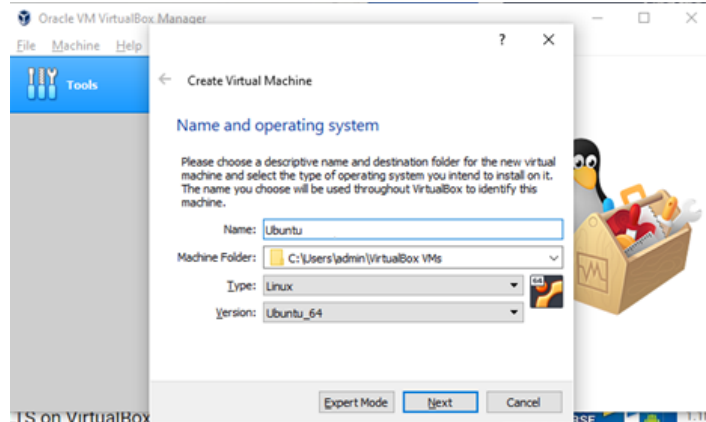 Oracle VM VirtualBox Manager
File Machine Help
?
Tools
Create Virtual Machine
Name and operating system
Please choose a descriptive name and destination folder for the new virtual
machine and select the type of operating system you intend to install on it.
The name you choose will be used throughout VirtualBox to identify this
machine.
Name: Ubuntu
Machine Folder: C:\Users\admin\VirtualBox VMs
Type: Linux
64
Version: Ubuntu_64
Expert Mode Next Cancel
TS on VirtualBox